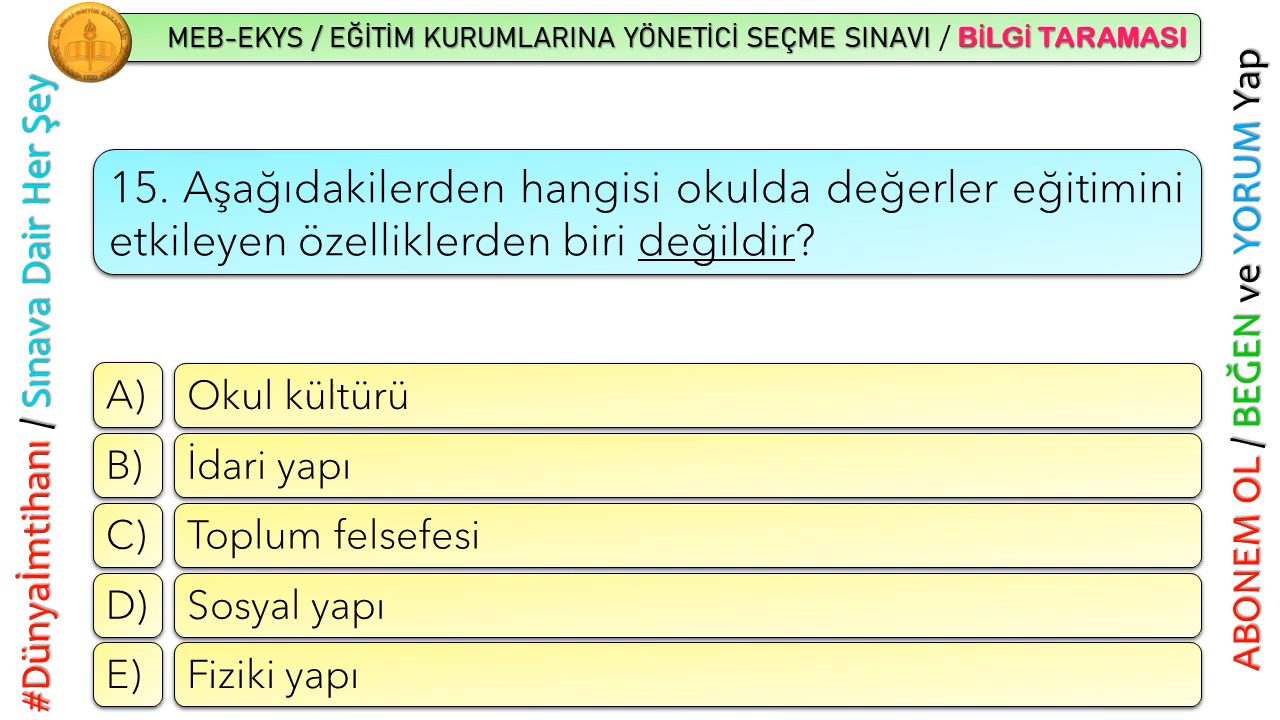 MEB-EKYS / EĞİTİM KURUMLARINA YÖNETİCİ SEÇME SINAVI / BİLGİ TARAMASI
#Dünyaİmtihanı / Sınava Dair Her Şey
15. Aşağıdakilerden hangisi okulda değerler eğitimini
etkileyen özelliklerden biri değildir?
A) Okul kültürü
B) İdari yapı
C) Toplum felsefesi
D) Sosyal yapı
E) Fiziki yapı
ABONEM OL / BEĞEN ve YORUM Yap